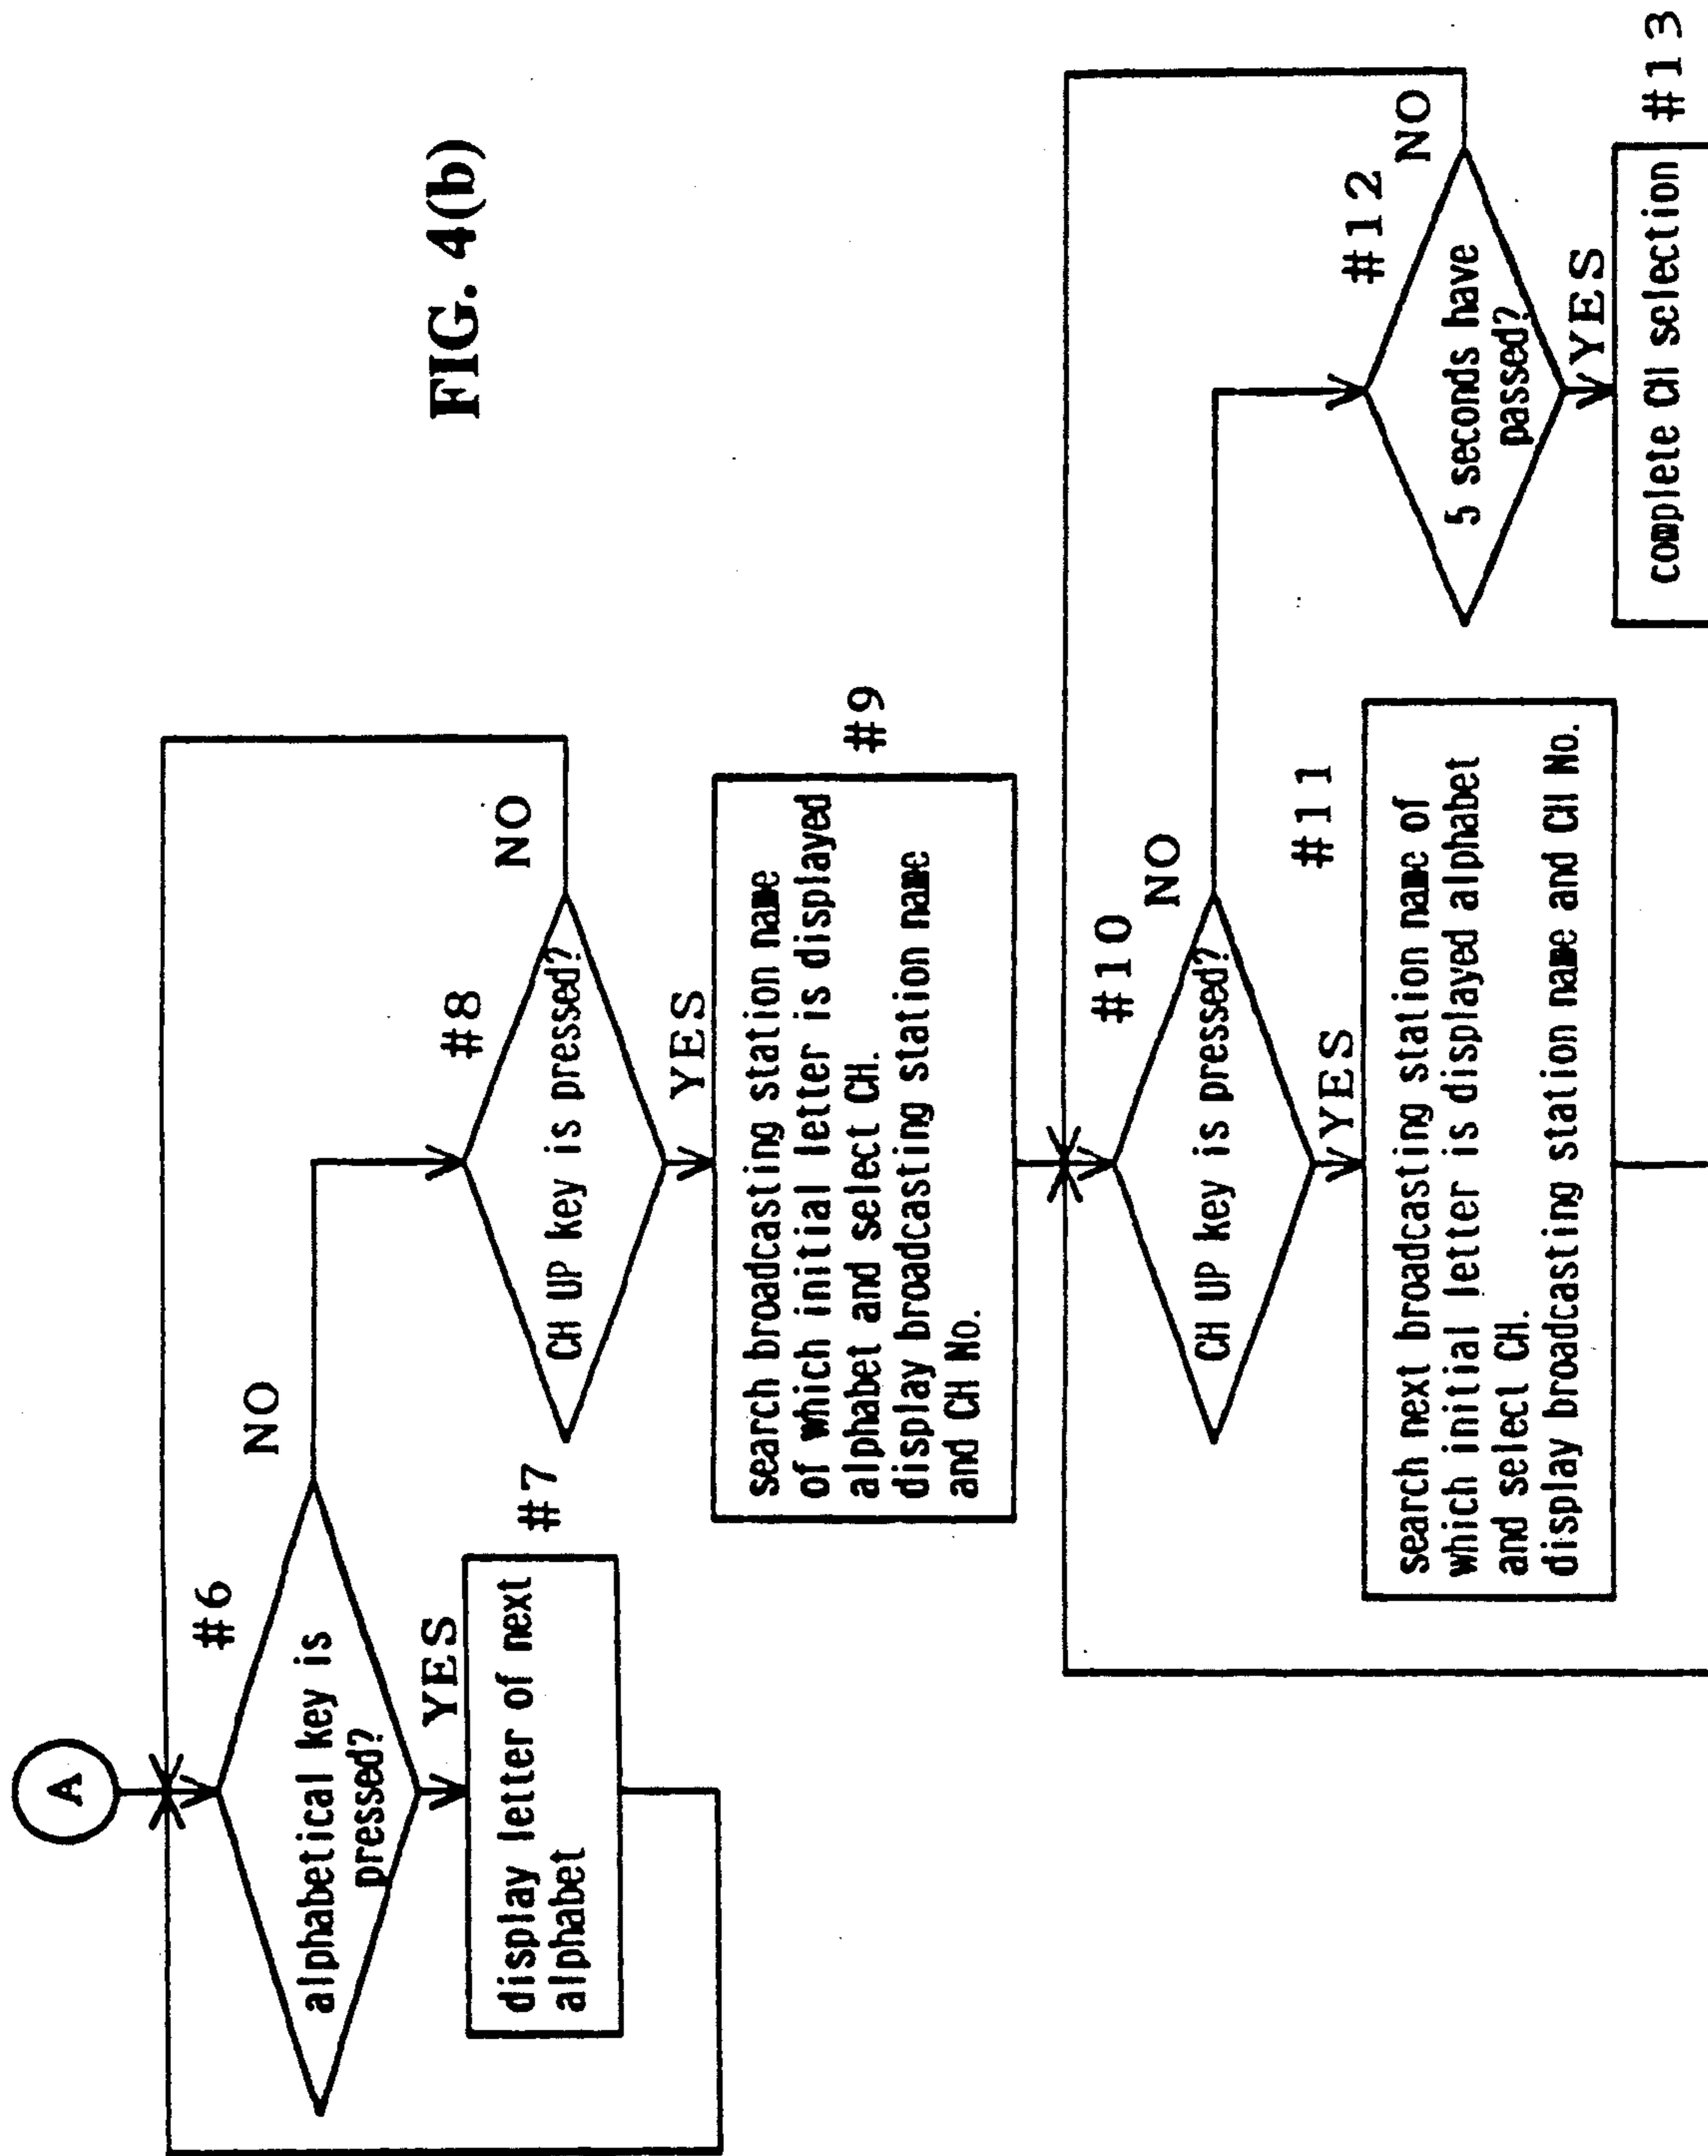 FIG. 4(b)
A
#6
alphabetical key is
pressed?
NO
YES
#7
display letter of next
alphabet
#8
CH UP key is pressed?
NO
YES
#9
search broadcasting station name
of which initial letter is displayed
alphabet and select CH.
display broadcasting station name
and CH No.
#10
CH UP key is pressed?
NO
YES
#11
search next broadcasting station name of
which initial letter is displayed alphabet
and select CH.
display broadcasting station name and CH No.
#12
5 seconds have
passed?
NO
YES
#13
complete CH selection